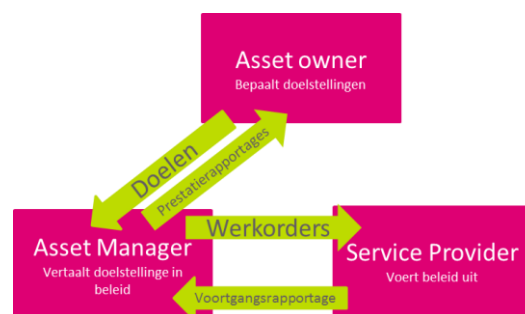 Asset owner
Bepaalt doelstellingen
Doelen
Prestatierapportages
Asset Manager
Vertaalt doelstellinge in
beleid
Werkorders
Service Provider
Voert beleid uit
Voortgangsrapportage